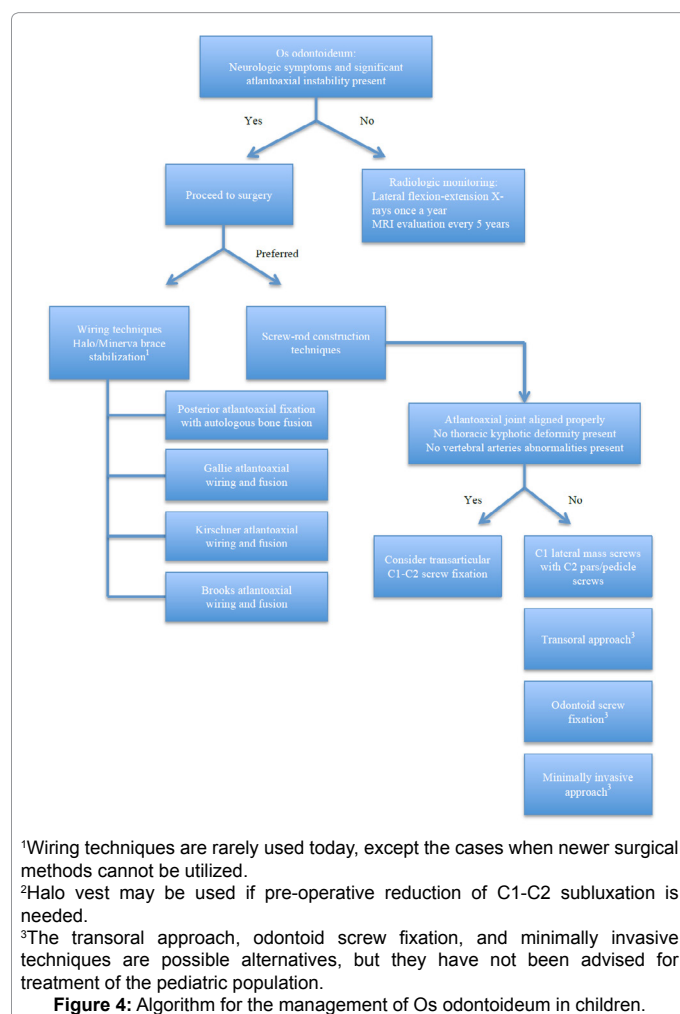 Os odontoideum:
Neurologic symptoms and significant
atlantoaxial instability present
Yes
No
Proceed to surgery
Radiologic monitoring:
Lateral flexion-extension X-
rays once a year
MRI evaluation every 5 years
Preferred
Wiring techniques
Halo/Minerva brace
stabilization¹
Screw-rod construction
techniques
Posterior atlantoaxial fixation
with autologous bone fusion
Gallie atlantoaxial
wiring and fusion
Kirschner atlantoaxial
wiring and fusion
Brooks atlantoaxial
wiring and fusion
Atlantoaxial joint aligned properly
No thoracic kyphotic deformity present
No vertebral arteries abnormalities present
Yes
No
Consider transarticular
C1-C2 screw fixation
C1 lateral mass screws
with C2 pars/pedicle
screws
Transoral approach³
Odontoid screw
fixation³
Minimally invasive
approach³
¹Wiring techniques are rarely used today, except the cases when newer surgical
methods cannot be utilized.
²Halo vest may be used if pre-operative reduction of C1-C2 subluxation is
needed.
³The transoral approach, odontoid screw fixation, and minimally invasive
techniques are possible alternatives, but they have not been advised for
treatment of the pediatric population.
Figure 4: Algorithm for the management of Os odontoideum in children.